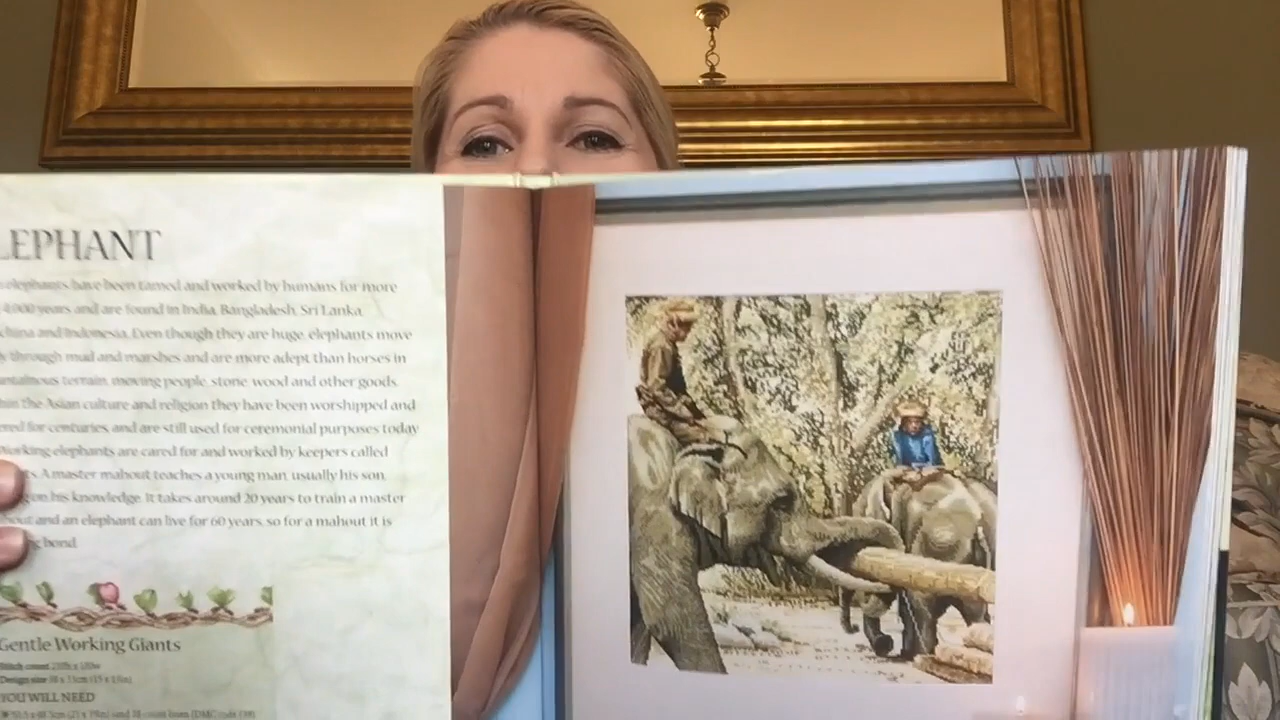 LEPHANT
elephants have been tamed and worked by humans for more
4,000 years and are found in India, Bangladesh, Sri Lanka,
china and Indonesia. Even though they are huge, elephants move
through mud and marshes and are more adept than horses in
terrain, moving people, stone, wood and other goods.
the Asian culture and religion they have been worshipped and
for centuries, and are still used for ceremonial purposes today.
Working elephants are cared for and worked by keepers called
A master mahout teaches a young man, usually his son,
on his knowledge. It takes around 20 years to train a master
and an elephant can live for 60 years, so for a mahout it is
bond.
Gentle Working Giants
Stitch count
Design size
YOU WILL NEED